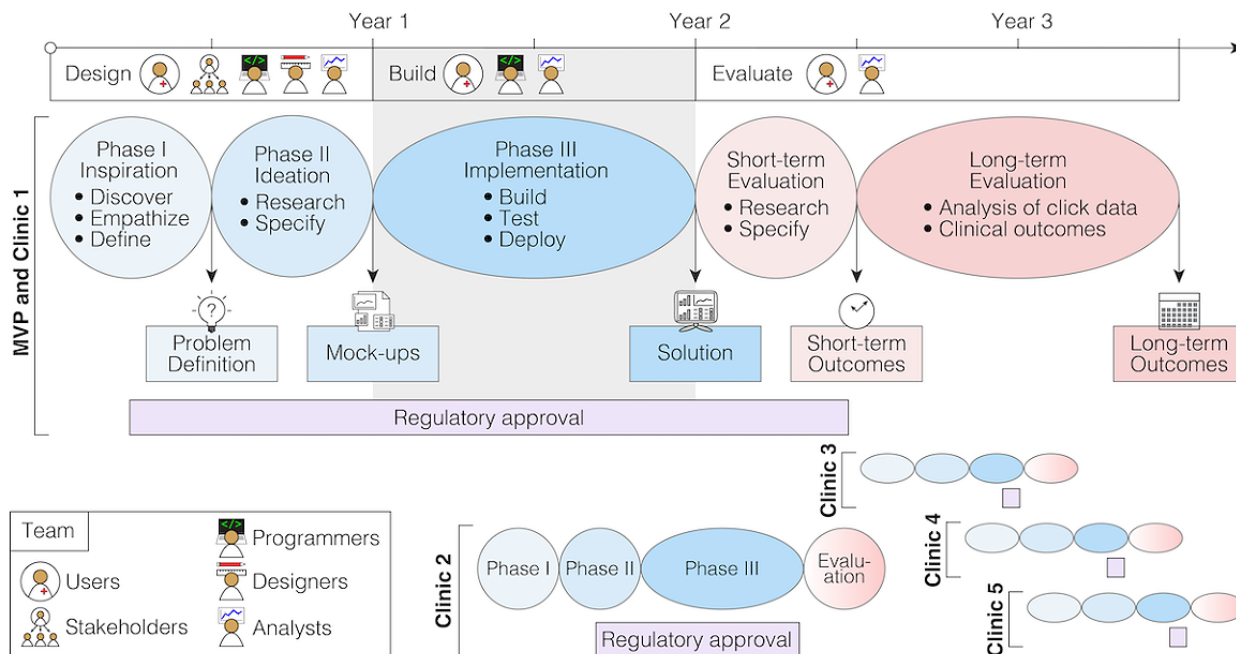 Year 1
Year 2
Year 3
Design
</>
Build
</>
Evaluate
MVP and Clinic 1
Phase I
Inspiration
• Discover
• Empathize
• Define
Phase II
Ideation
• Research
• Specify
Phase III
Implementation
• Build
• Test
• Deploy
Short-term
Evaluation
• Research
• Specify
Long-term
Evaluation
• Analysis of click data
• Clinical outcomes
?
Problem
Definition
Mock-ups
Solution
Short-term
Outcomes
Long-term
Outcomes
Regulatory approval
Team
Users
Stakeholders
</>
Programmers
Designers
Analysts
Clinic 2
Phase I
Phase II
Phase III
Evalu-
ation
Regulatory approval
Clinic 3
Clinic 4
Clinic 5